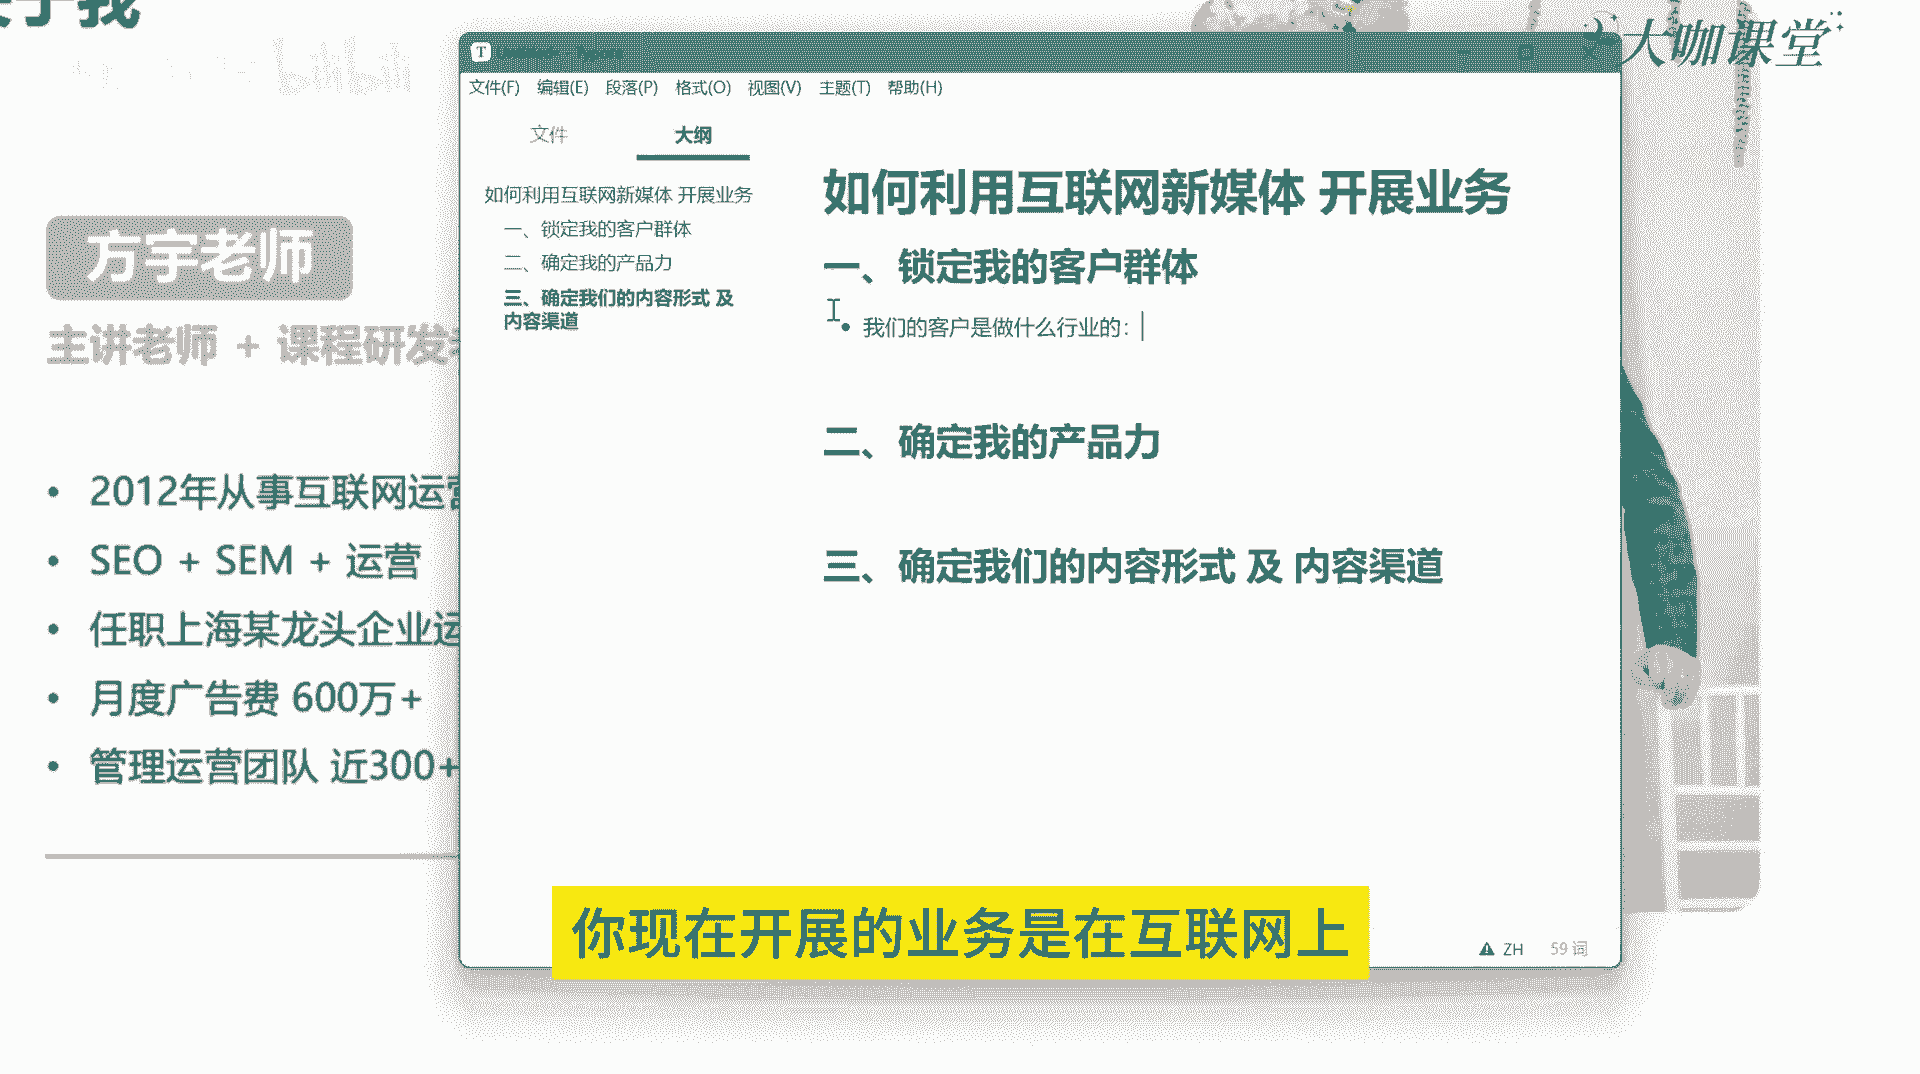 于我
bilibili
大咖课堂
方宇老师
主讲老师 + 课程研发
2012年从事互联网运营
SEO + SEM + 运营
任职上海某龙头企业运
月度广告费 600万+
管理运营团队 近300+
文件(F) 编辑(E) 段落(P) 格式(O) 视图(V) 主题(T) 帮助(H)
文件 大纲
如何利用互联网新媒体 开展业务
一、锁定我的客户群体
二、确定我的产品力
三、确定我们的内容形式 及
内容渠道
如何利用互联网新媒体 开展业务
一、锁定我的客户群体
我们的客户是做什么行业的：
二、确定我的产品力
三、确定我们的内容形式 及 内容渠道
ZH 59 词
你现在开展的业务是在互联网上